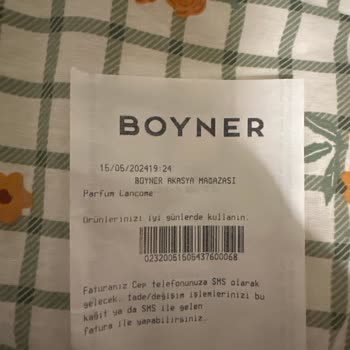 BOYNER
15/05/202419:24
BOYNER AKASYA MAĞAZASI
Parfum Lancome
Ürünlerinizi iyi günlerde kullanın.
02320051505437600068
Faturanız Cep telefonunuza SMS olarak
gelecek. İade/değişim işlemlerinizi bu
kağıt ya da SMS ile gelen
fatura ile yapabilirsiniz.